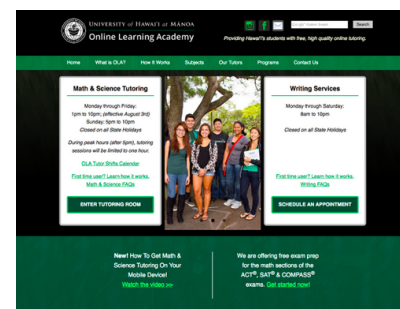 UNIVERSITY of HAWAI'I at MĀNOA
Online Learning Academy
Search
Providing Hawaii's students with free, high quality online tutoring.
Home What is OLA? How It Works Subjects Our Tutors Programs Contact Us
Math & Science Tutoring
Monday through Friday:
1pm to 10pm; (effective August 3rd)
Sunday: 5pm to 10pm
Closed on all State Holidays
During peak hours (after 5pm), tutoring
sessions will be limited to one hour.
OLA Tutor Shifts Calendar
First time user? Learn how it works.
Math & Science FAQs
ENTER TUTORING ROOM
Writing Services
Monday through Saturday:
8am to 10pm
Closed on all State Holidays
First time user? Learn how it works.
Writing FAQs
SCHEDULE AN APPOINTMENT
New! How To Get Math &
Science Tutoring On Your
Mobile Device!
Watch the video >>
We are offering free exam prep
for the math sections of the
ACT®, SAT® & COMPASS®
exams. Get started now!